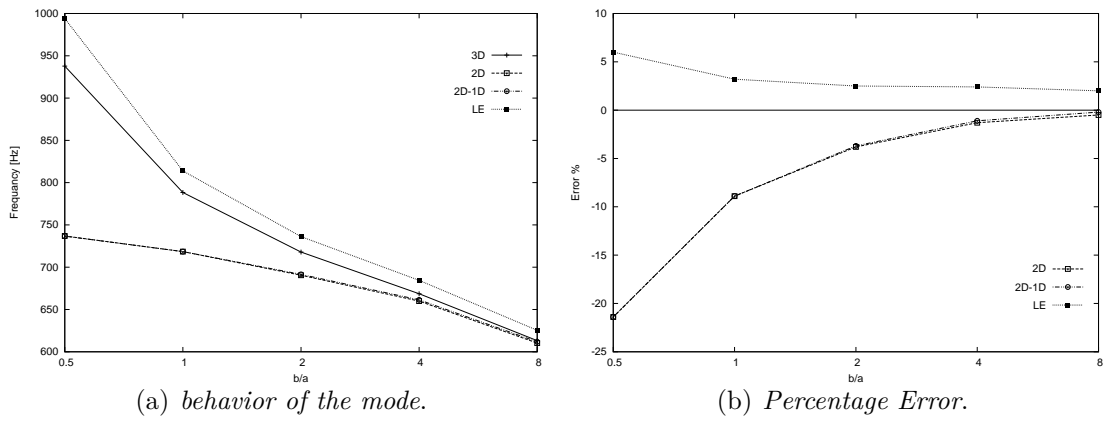 1000
950
900
850
800
750
700
650
600
Frequancy [Hz]
0.5
1
2
4
8
b/a
3D
2D
2D-1D
LE
(a) behavior of the mode.
10
5
0
-5
-10
-15
-20
-25
Error %
0.5
1
2
4
8
b/a
2D
2D-1D
LE
(b) Percentage Error.